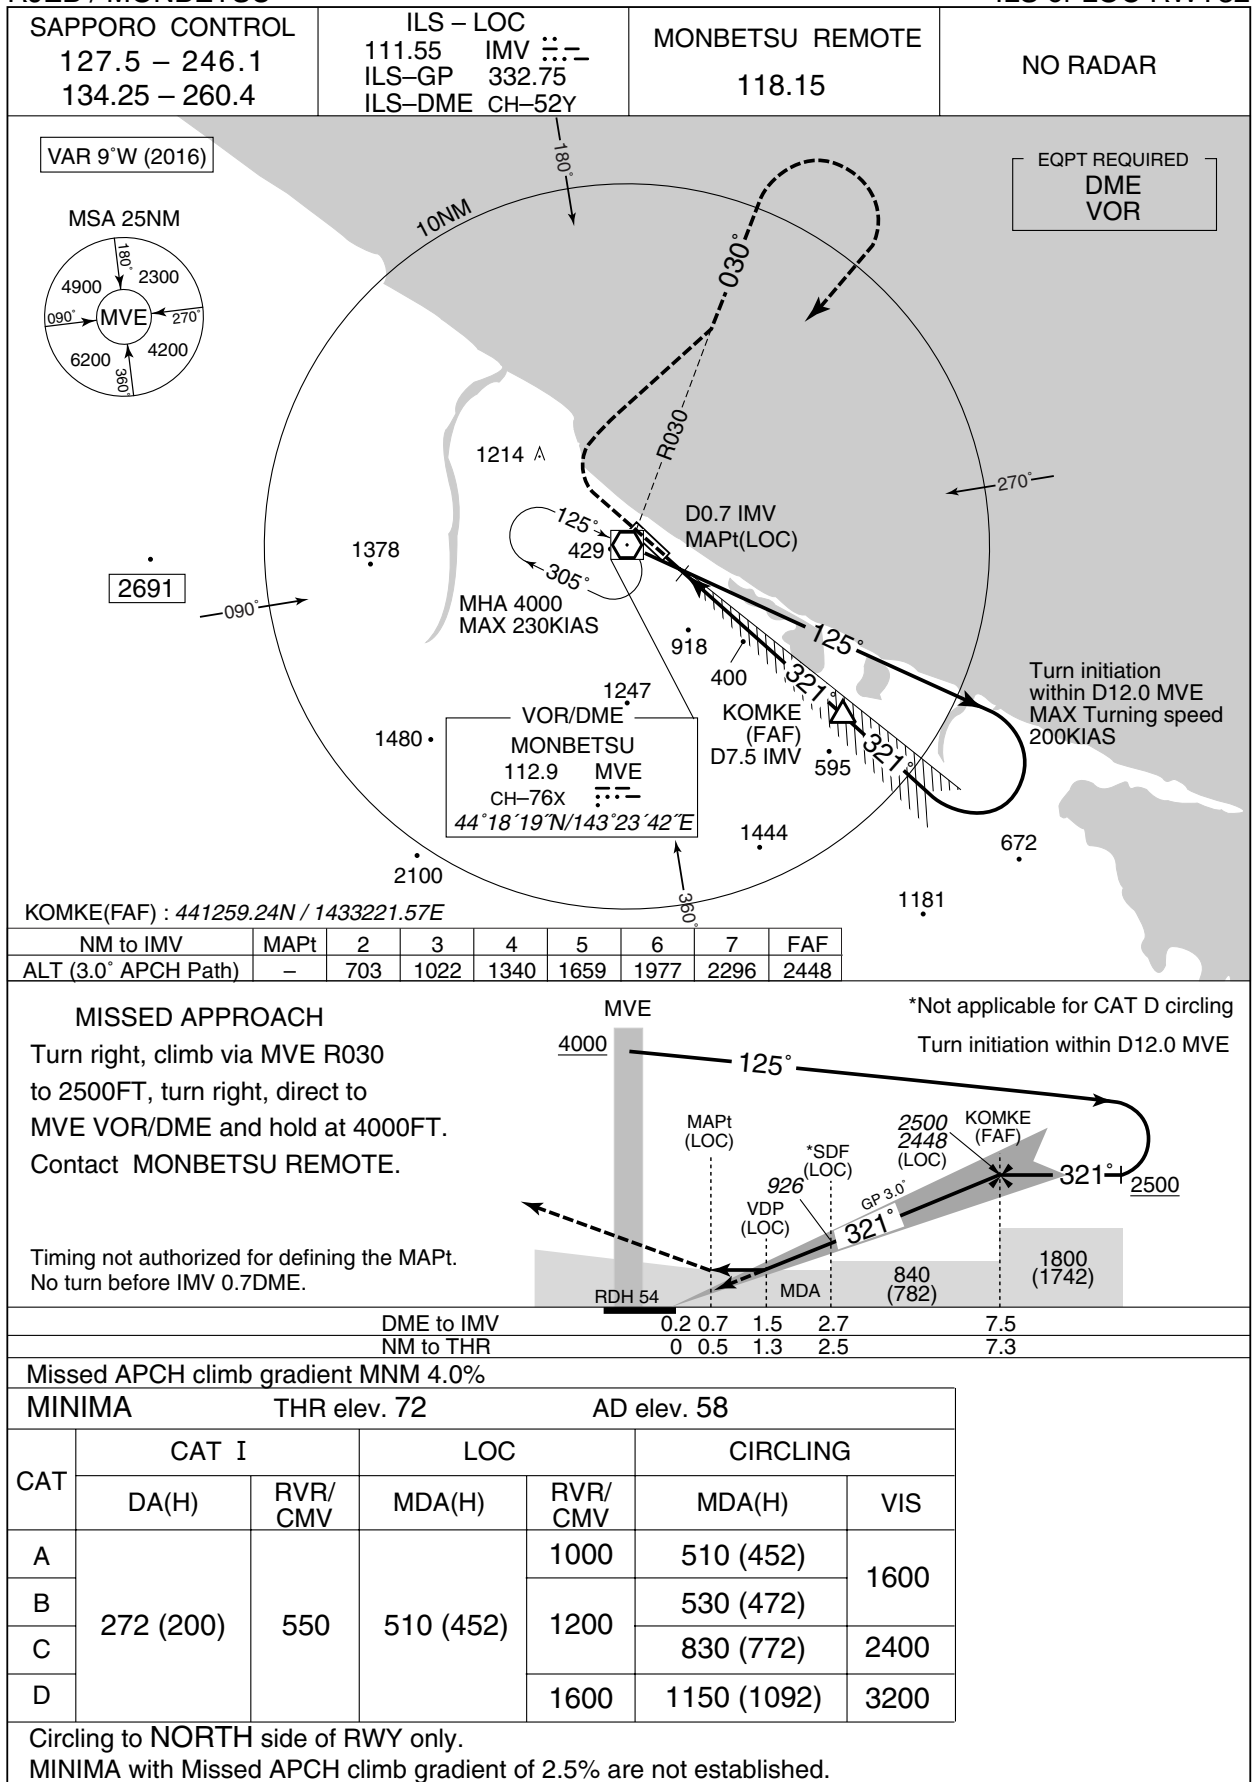 SAPPORO CONTROL
127.5 – 246.1
134.25 – 260.4
ILS – LOC
111.55 IMV
ILS–GP 332.75
ILS–DME CH–52Y
MONBETSU REMOTE
118.15
NO RADAR
VAR 9°W (2016)
EQPT REQUIRED
DME
VOR
MSA 25NM
180°
4900
2300
090°
MVE
270°
6200
4200
360°
10NM
180°
030°
R030
1214
270°
D0.7 IMV
MAPt(LOC)
125°
429
305°
1378
2691
090°
MHA 4000
MAX 230KIAS
918
400
125°
321°
Turn initiation
within D12.0 MVE
MAX Turning speed
200KIAS
KOMKE
(FAF)
D7.5 IMV
321°
595
1247
1480
VOR/DME
MONBETSU
112.9 MVE
CH–76X
44°18´19˝N/143°23´42˝E
1444
672
2100
360°
1181
KOMKE(FAF) : 441259.24N / 1433221.57E
NM to IMV MAPt 2 3 4 5 6 7 FAF
ALT (3.0° APCH Path) – 703 1022 1340 1659 1977 2296 2448
MISSED APPROACH
Turn right, climb via MVE R030
to 2500FT, turn right, direct to
MVE VOR/DME and hold at 4000FT.
Contact MONBETSU REMOTE.
Timing not authorized for defining the MAPt.
No turn before IMV 0.7DME.
MVE
*Not applicable for CAT D circling
Turn initiation within D12.0 MVE
4000
125°
MAPt
(LOC)
*SDF
(LOC)
2500
2448
(LOC)
KOMKE
(FAF)
926
VDP
(LOC)
GP 3.0°
321°
321°
2500
RDH 54
MDA
840
(782)
1800
(1742)
DME to IMV 0.2 0.7 1.5 2.7 7.5
NM to THR 0 0.5 1.3 2.5 7.3
Missed APCH climb gradient MNM 4.0%
MINIMA THR elev. 72 AD elev. 58
CAT
CAT I LOC CIRCLING
DA(H) RVR/CMV MDA(H) RVR/CMV MDA(H) VIS
A 1000 510 (452)
1600
B 530 (472)
272 (200) 550 510 (452) 1200
C 830 (772) 2400
D 1600 1150 (1092) 3200
Circling to NORTH side of RWY only.
MINIMA with Missed APCH climb gradient of 2.5% are not established.